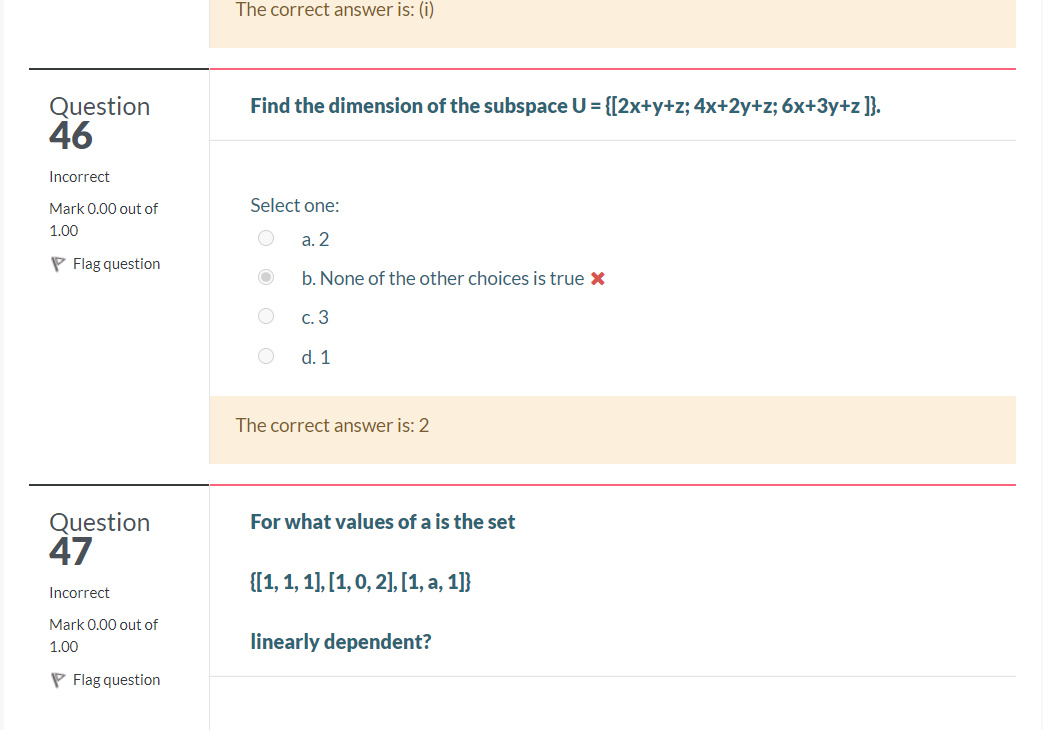 The correct answer is: (i)
Question
46
Incorrect
Mark 0.00 out of
1.00
Flag question
Find the dimension of the subspace U = {[2x+y+z; 4x+2y+z; 6x+3y+z ]}.
Select one:
a. 2
b. None of the other choices is true
c. 3
d. 1
The correct answer is: 2
Question
47
Incorrect
Mark 0.00 out of
1.00
Flag question
For what values of a is the set
{[1, 1, 1], [1, 0, 2], [1, a, 1]}
linearly dependent?